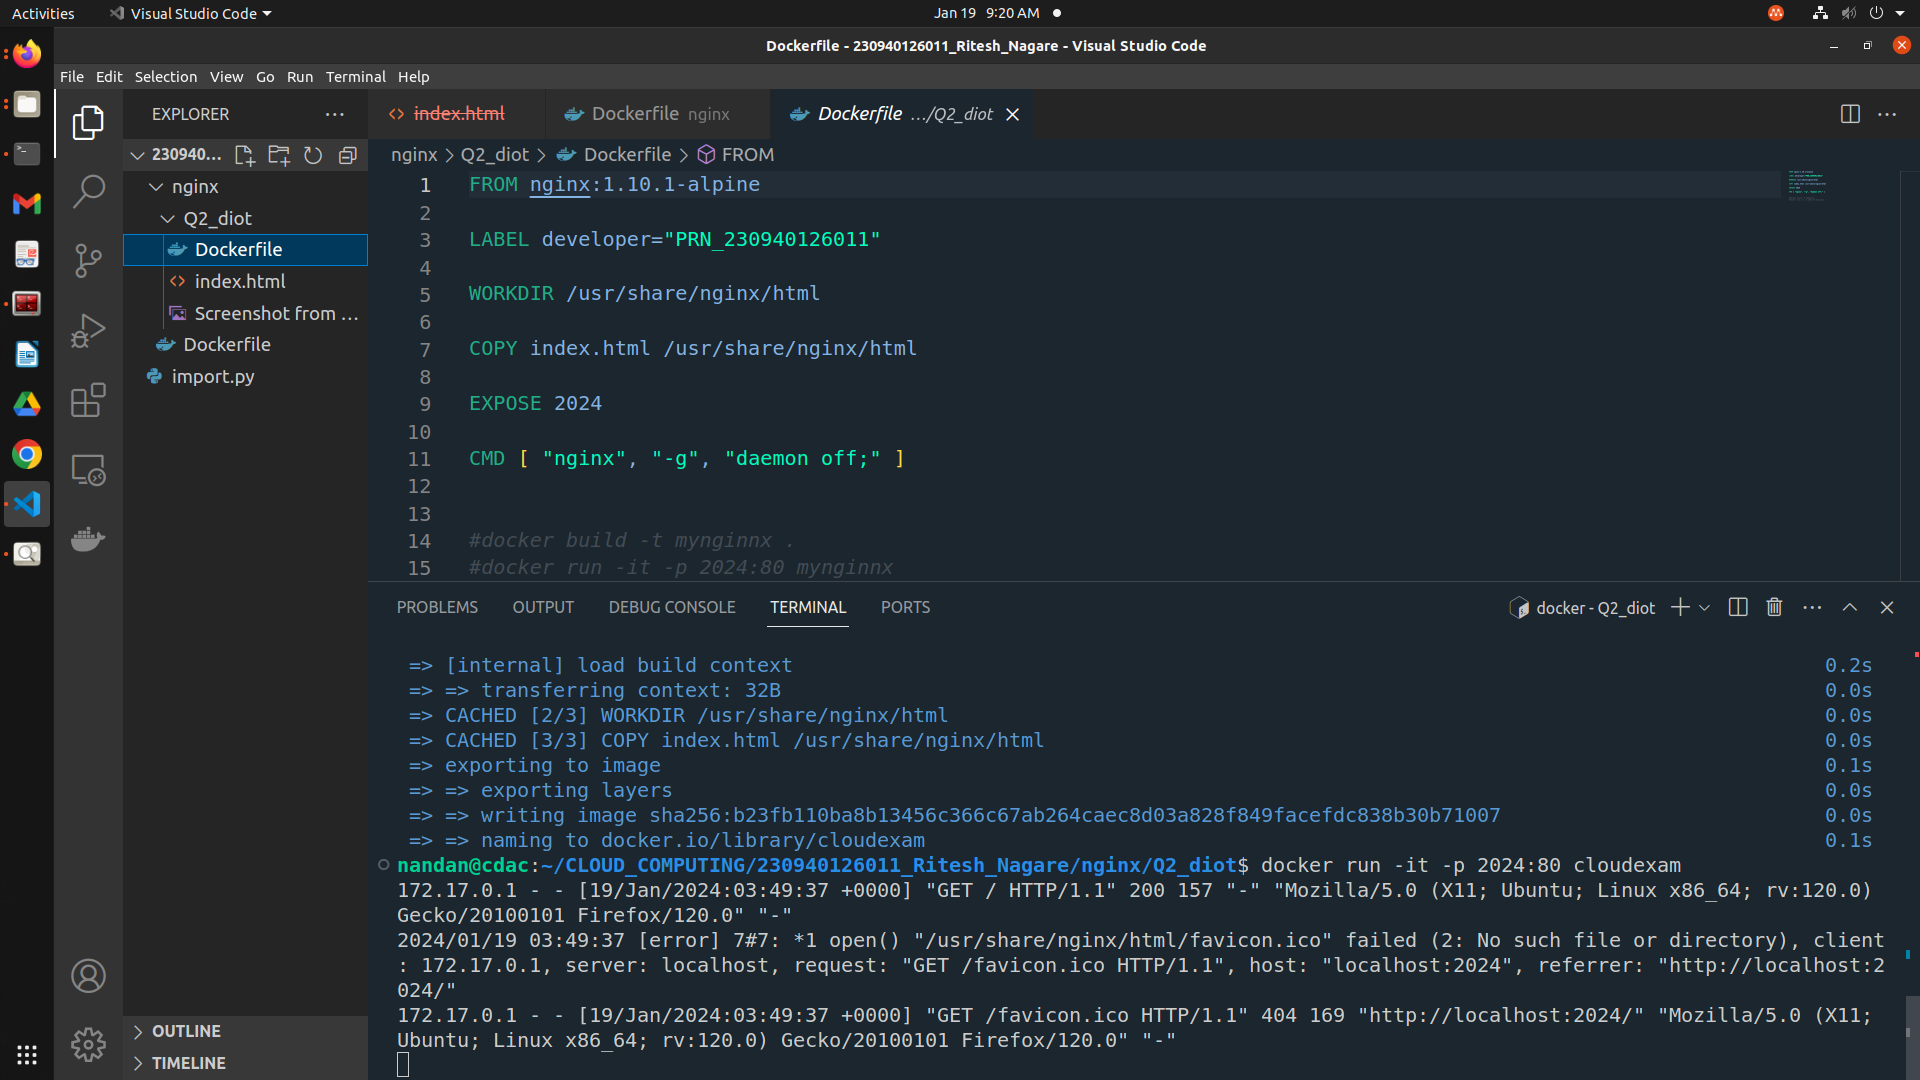 Activities
Visual Studio Code
Jan 19 9:20 AM
Dockerfile - 230940126011_Ritesh_Nagare - Visual Studio Code
File Edit Selection View Go Run Terminal Help
EXPLORER
index.html
Dockerfile nginx
Dockerfile …/Q2_diot
230940...
nginx
Q2_diot
Dockerfile
index.html
Screenshot from ...
Dockerfile
import.py
OUTLINE
TIMELINE
nginx > Q2_diot > Dockerfile > FROM
1 FROM nginx:1.10.1-alpine
2
3 LABEL developer="PRN_230940126011"
4
5 WORKDIR /usr/share/nginx/html
6
7 COPY index.html /usr/share/nginx/html
8
9 EXPOSE 2024
10
11 CMD [ "nginx", "-g", "daemon off;" ]
12
13
14 #docker build -t mynginnx .
15 #docker run -it -p 2024:80 mynginnx
PROBLEMS OUTPUT DEBUG CONSOLE TERMINAL PORTS
docker - Q2_diot
=> [internal] load build context 0.2s
=> => transferring context: 32B 0.0s
=> CACHED [2/3] WORKDIR /usr/share/nginx/html 0.0s
=> CACHED [3/3] COPY index.html /usr/share/nginx/html 0.0s
=> exporting to image 0.1s
=> => exporting layers 0.0s
=> => writing image sha256:b23fb110ba8b13456c366c67ab264caec8d03a828f849facefdc838b30b71007 0.0s
=> => naming to docker.io/library/cloudexam 0.1s
nandan@cdac:~/CLOUD_COMPUTING/230940126011_Ritesh_Nagare/nginx/Q2_diot$ docker run -it -p 2024:80 cloudexam
172.17.0.1 - - [19/Jan/2024:03:49:37 +0000] "GET / HTTP/1.1" 200 157 "-" "Mozilla/5.0 (X11; Ubuntu; Linux x86_64; rv:120.0)
Gecko/20100101 Firefox/120.0" "-"
2024/01/19 03:49:37 [error] 7#7: *1 open() "/usr/share/nginx/html/favicon.ico" failed (2: No such file or directory), client
: 172.17.0.1, server: localhost, request: "GET /favicon.ico HTTP/1.1", host: "localhost:2024", referrer: "http://localhost:2
024/"
172.17.0.1 - - [19/Jan/2024:03:49:37 +0000] "GET /favicon.ico HTTP/1.1" 404 169 "http://localhost:2024/" "Mozilla/5.0 (X11;
Ubuntu; Linux x86_64; rv:120.0) Gecko/20100101 Firefox/120.0" "-"